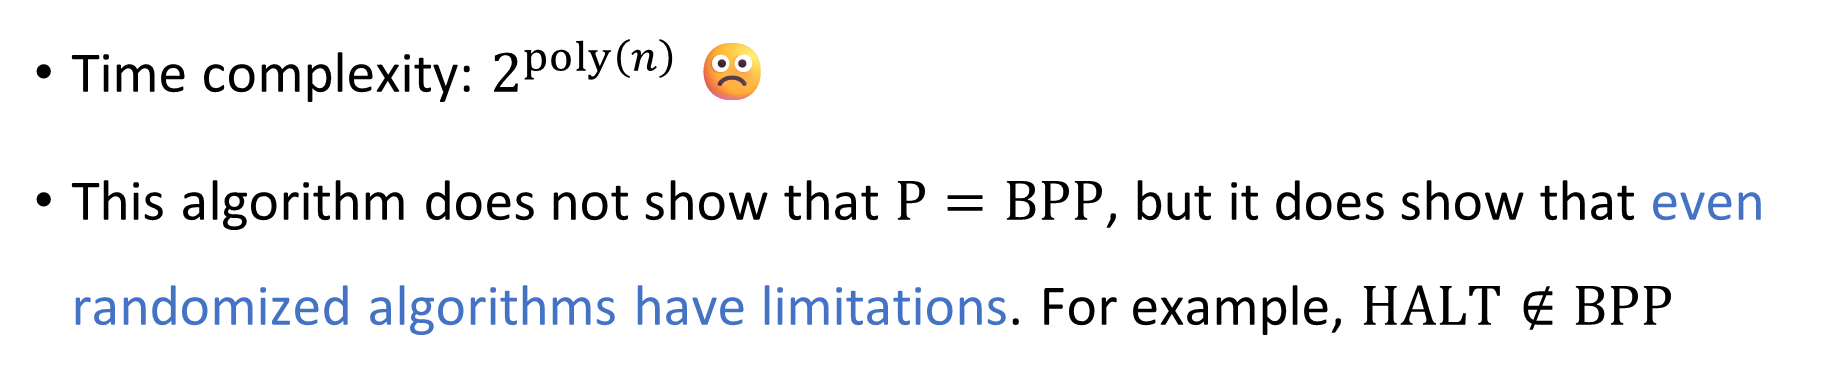 • Time complexity: 2^poly(n) 🙁
• This algorithm does not show that P = BPP, but it does show that even
randomized algorithms have limitations. For example, HALT ∉ BPP